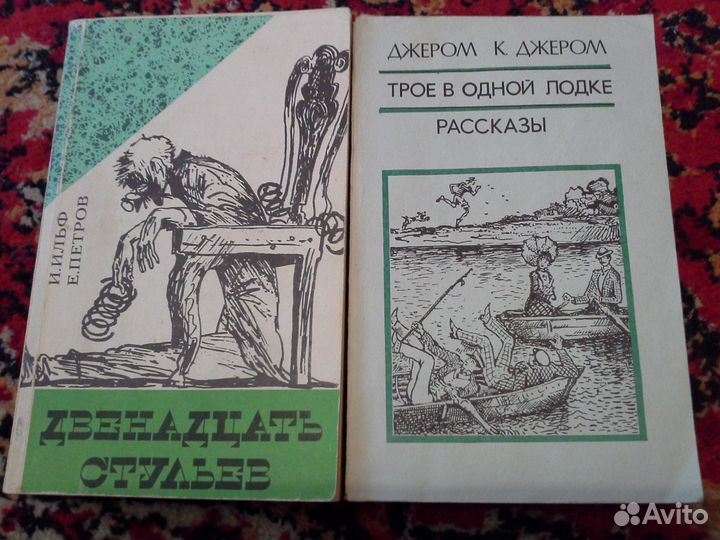 И.ИЛЬФ
Е.ПЕТРОВ
ДВЕНАДЦАТЬ
СТУЛЬЕВ
ДЖЕРОМ К. ДЖЕРОМ
ТРОЕ В ОДНОЙ ЛОДКЕ
РАССКАЗЫ
Avito